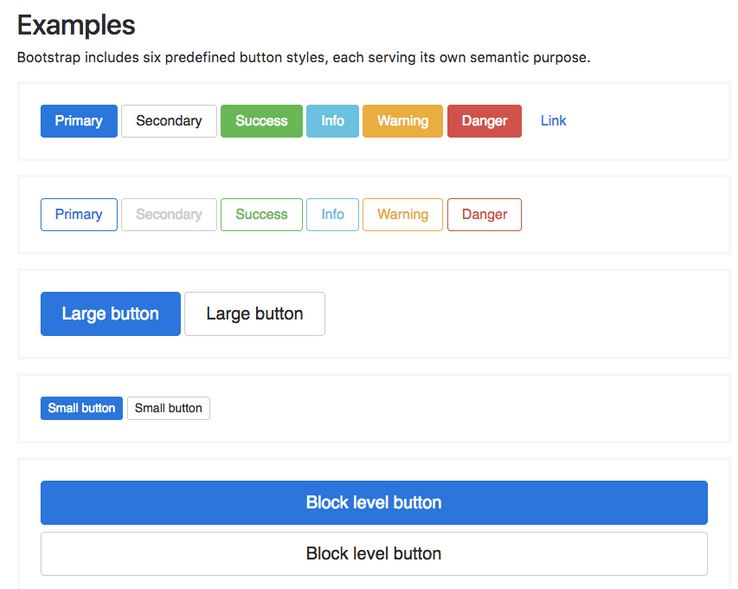 Examples
Bootstrap includes six predefined button styles, each serving its own semantic purpose.
Primary Secondary Success Info Warning Danger Link
Primary Secondary Success Info Warning Danger
Large button Large button
Small button Small button
Block level button
Block level button